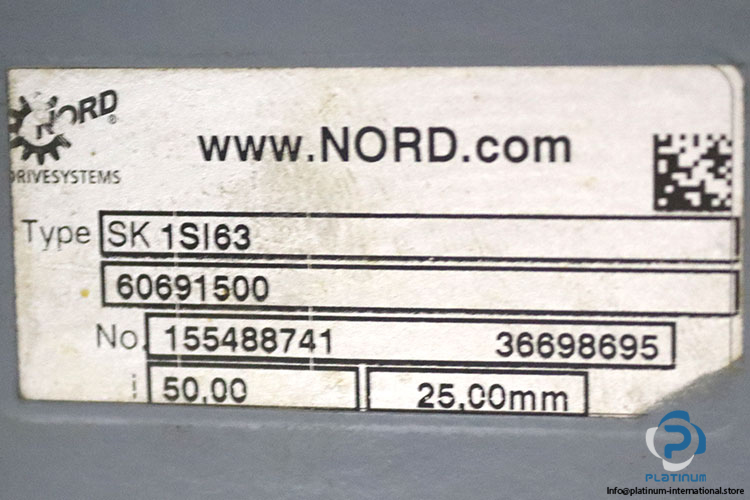 NORD®
DRIVESYSTEMS
www.NORD.com
Type SK 1SI63
60691500
No. 155488741 36698695
i 50,00 25,00mm
PLATINUM
Info@platinum-international.store